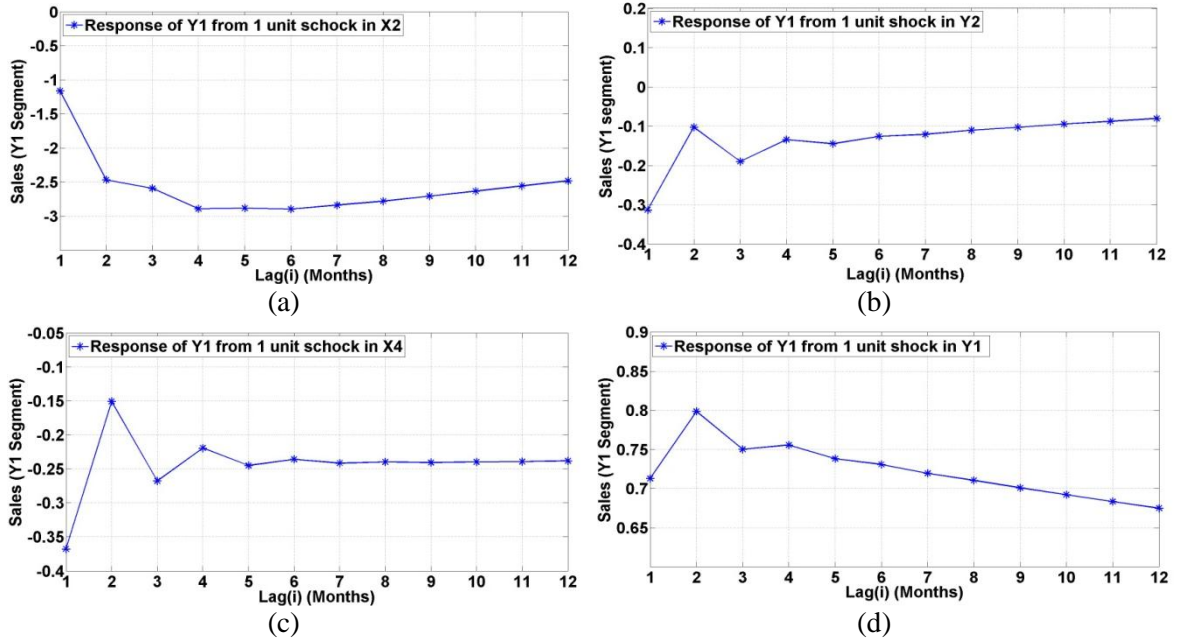 Response of Y1 from 1 unit schock in X2
Sales (Y1 Segment)
0
-0.5
-1
-1.5
-2
-2.5
-3
1 2 3 4 5 6 7 8 9 10 11 12
Lag(i) (Months)
(a)
Response of Y1 from 1 unit shock in Y2
Sales (Y1 segment)
0.2
0.1
0
-0.1
-0.2
-0.3
-0.4
1 2 3 4 5 6 7 8 9 10 11 12
Lag(i) (Months)
(b)
Response of Y1 from 1 unit schock in X4
Sales (Y1 Segment)
-0.05
-0.1
-0.15
-0.2
-0.25
-0.3
-0.35
-0.4
1 2 3 4 5 6 7 8 9 10 11 12
Lag(i) (Months)
(c)
Response of Y1 from 1 unit shock in Y1
Sales (Y1 Segment)
0.9
0.85
0.8
0.75
0.7
0.65
1 2 3 4 5 6 7 8 9 10 11 12
Lag(i) (Months)
(d)